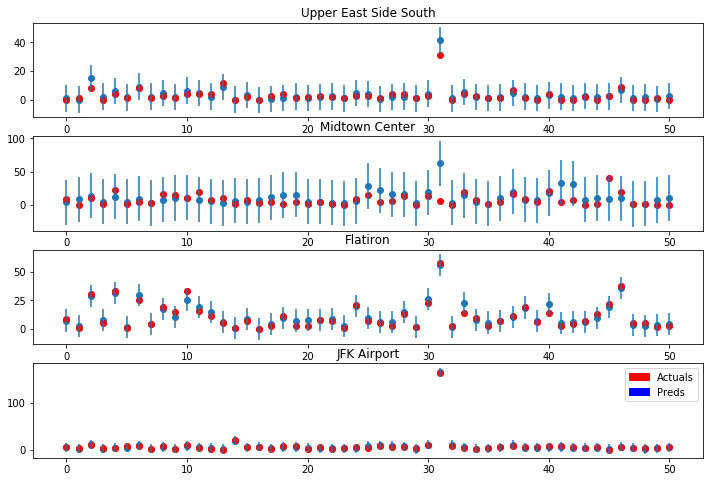 Upper East Side South
40
20
0
0 10 20 30 40 50
Midtown Center
100
50
0
0 10 20 30 40 50
Flatiron
50
25
0
0 10 20 30 40 50
JFK Airport
100
0
Actuals
Preds
0 10 20 30 40 50